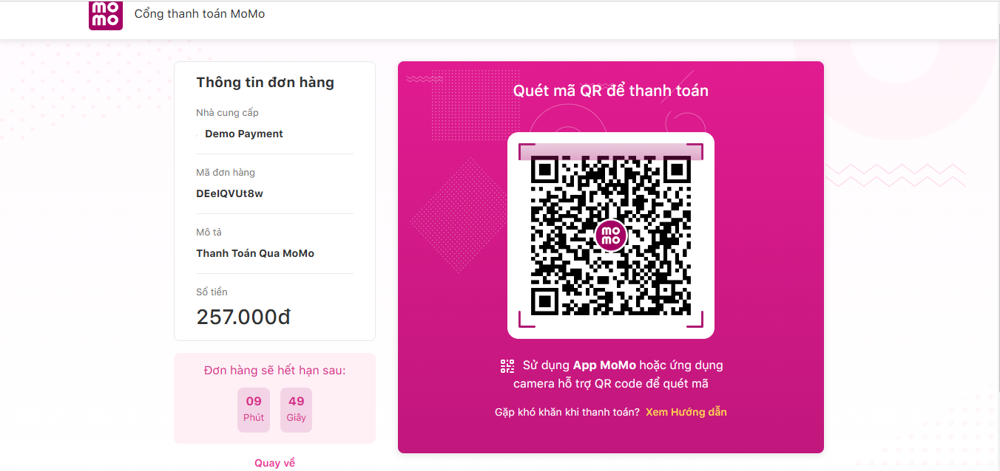 mo
mo
Cổng thanh toán MoMo
Thông tin đơn hàng
Nhà cung cấp
Demo Payment
Mã đơn hàng
DEeIQVUt8w
Mô tả
Thanh Toán Qua MoMo
Số tiền
257.000đ
Đơn hàng sẽ hết hạn sau:
09
Phút
49
Giây
Quay về
Quét mã QR để thanh toán
mo
mo
Sử dụng App MoMo hoặc ứng dụng
camera hỗ trợ QR code để quét mã
Gặp khó khăn khi thanh toán? Xem Hướng dẫn